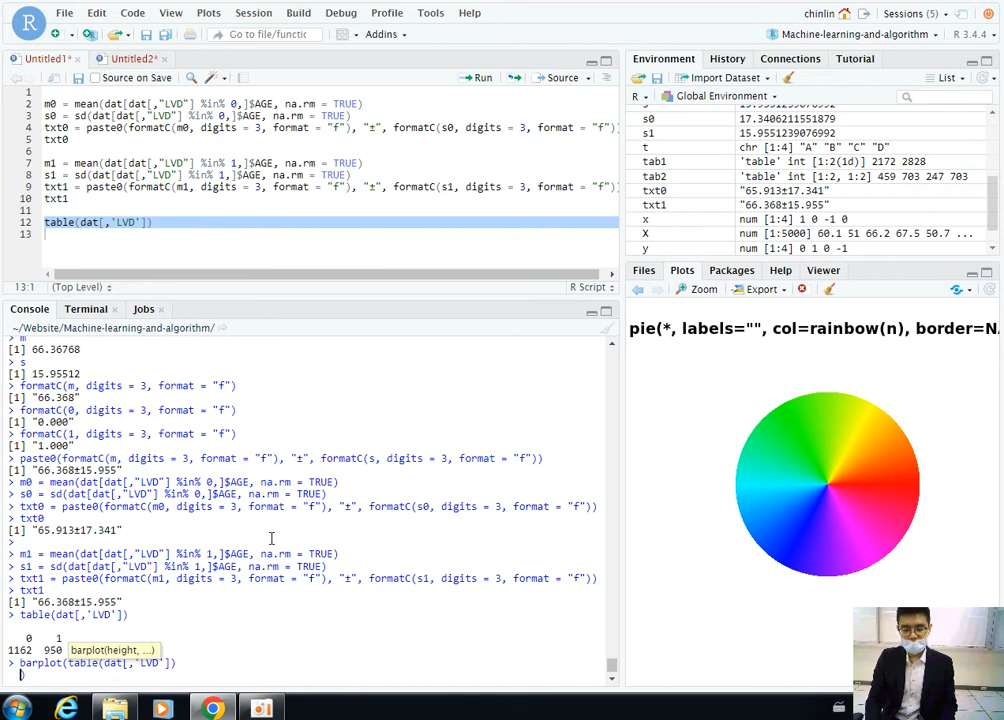 File Edit Code View Plots Session Build Debug Profile Tools Help
chinlin Sessions (5)
Go to file/functic Addins
Machine-learning-and-algorithm R 3.4.4
Untitled1* Untitled2*
Source on Save Run Source
1
2 m0 = mean(dat[dat[,"LVD"] %in% 0,]$AGE, na.rm = TRUE)
3 s0 = sd(dat[dat[,"LVD"] %in% 0,]$AGE, na.rm = TRUE)
4 txt0 = paste0(formatC(m0, digits = 3, format = "f"), "±", formatC(s0, digits = 3, format = "f"))
5 txt0
6
7 m1 = mean(dat[dat[,"LVD"] %in% 1,]$AGE, na.rm = TRUE)
8 s1 = sd(dat[dat[,"LVD"] %in% 1,]$AGE, na.rm = TRUE)
9 txt1 = paste0(formatC(m1, digits = 3, format = "f"), "±", formatC(s1, digits = 3, format = "f"))
10 txt1
11
12 table(dat[,'LVD'])
13
13:1 (Top Level) R Script
Console Terminal Jobs
~/Website/Machine-learning-and-algorithm/
> m
[1] 66.36768
> s
[1] 15.95512
> formatC(m, digits = 3, format = "f")
[1] "66.368"
> formatC(0, digits = 3, format = "f")
[1] "0.000"
> formatC(1, digits = 3, format = "f")
[1] "1.000"
> paste0(formatC(m, digits = 3, format = "f"), "±", formatC(s, digits = 3, format = "f"))
[1] "66.368±15.955"
> m0 = mean(dat[dat[,"LVD"] %in% 0,]$AGE, na.rm = TRUE)
> s0 = sd(dat[dat[,"LVD"] %in% 0,]$AGE, na.rm = TRUE)
> txt0 = paste0(formatC(m0, digits = 3, format = "f"), "±", formatC(s0, digits = 3, format = "f"))
> txt0
[1] "65.913±17.341"
>
> m1 = mean(dat[dat[,"LVD"] %in% 1,]$AGE, na.rm = TRUE)
> s1 = sd(dat[dat[,"LVD"] %in% 1,]$AGE, na.rm = TRUE)
> txt1 = paste0(formatC(m1, digits = 3, format = "f"), "±", formatC(s1, digits = 3, format = "f"))
> txt1
[1] "66.368±15.955"
> table(dat[,'LVD'])
0 1
1162 950
barplot(height, ...)
> barplot(table(dat[,'LVD'])
)
Environment History Connections Tutorial
Import Dataset List
R Global Environment
s 15.9551239076992
s0 17.3406211551879
s1 15.9551239076992
t chr [1:4] "A" "B" "C" "D"
tab1 'table' int [1:2(1d)] 2172 2828
tab2 'table' int [1:2, 1:2] 459 703 247 703
txt0 "65.913±17.341"
txt1 "66.368±15.955"
x num [1:4] 1 0 -1 0
X num [1:5000] 60.1 51 66.2 67.5 50.7 ...
y num [1:4] 0 1 0 -1
Files Plots Packages Help Viewer
Zoom Export
pie(*, labels="", col=rainbow(n), border=NA